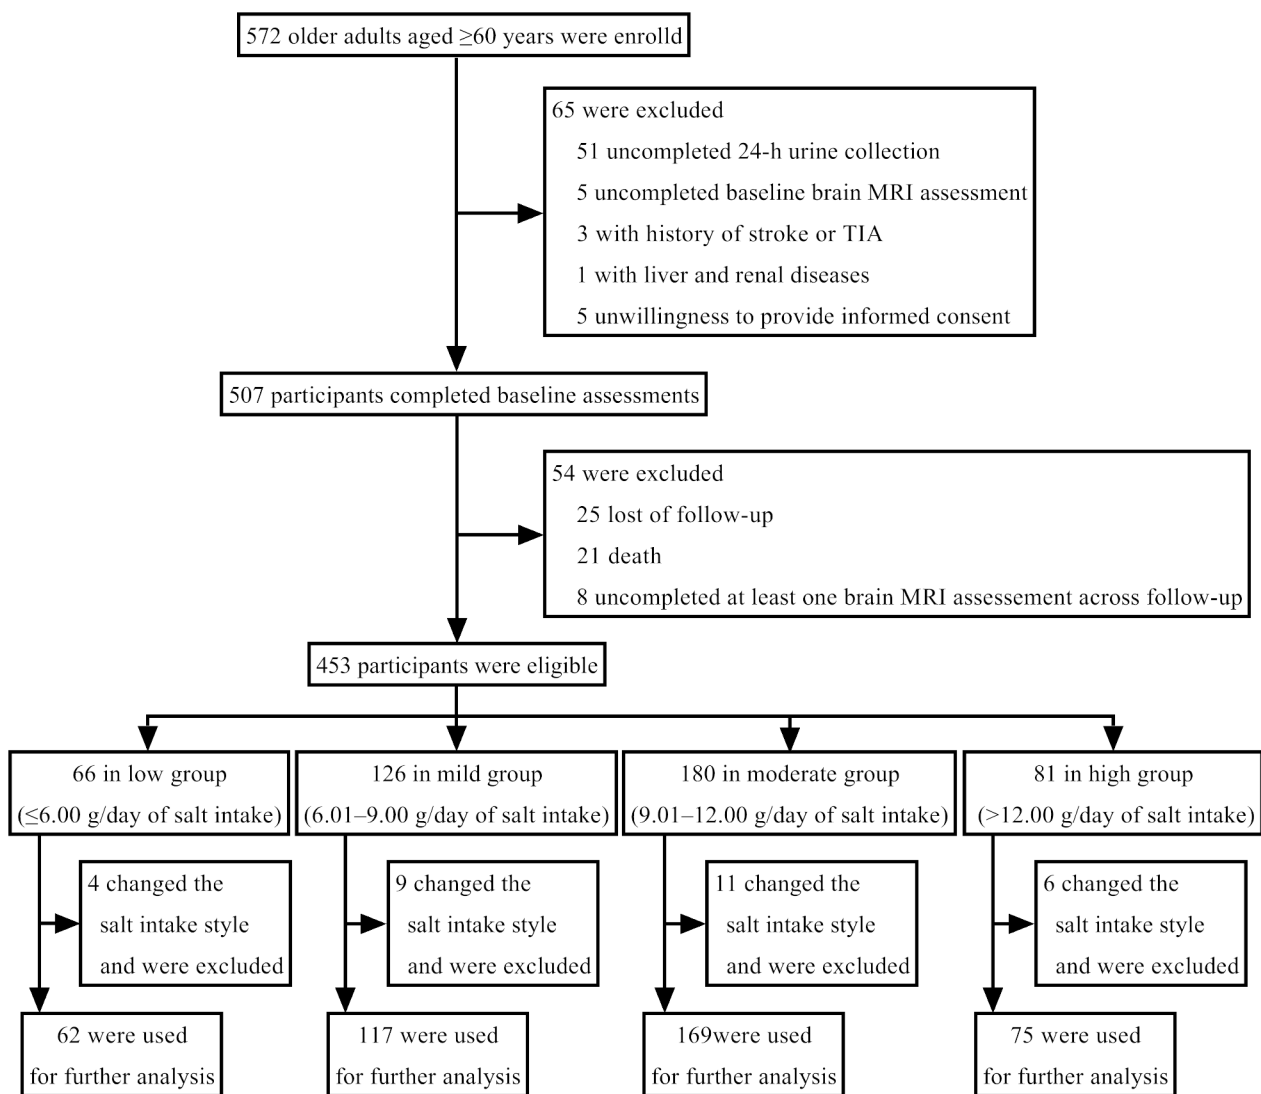 572 older adults aged ≥60 years were enrolld
65 were excluded
51 uncompleted 24-h urine collection
5 uncompleted baseline brain MRI assessment
3 with history of stroke or TIA
1 with liver and renal diseases
5 unwillingness to provide informed consent
507 participants completed baseline assessments
54 were excluded
25 lost of follow-up
21 death
8 uncompleted at least one brain MRI assessement across follow-up
453 participants were eligible
66 in low group
(≤6.00 g/day of salt intake)
126 in mild group
(6.01–9.00 g/day of salt intake)
180 in moderate group
(9.01–12.00 g/day of salt intake)
81 in high group
(>12.00 g/day of salt intake)
4 changed the
salt intake style
and were excluded
9 changed the
salt intake style
and were excluded
11 changed the
salt intake style
and were excluded
6 changed the
salt intake style
and were excluded
62 were used
for further analysis
117 were used
for further analysis
169were used
for further analysis
75 were used
for further analysis